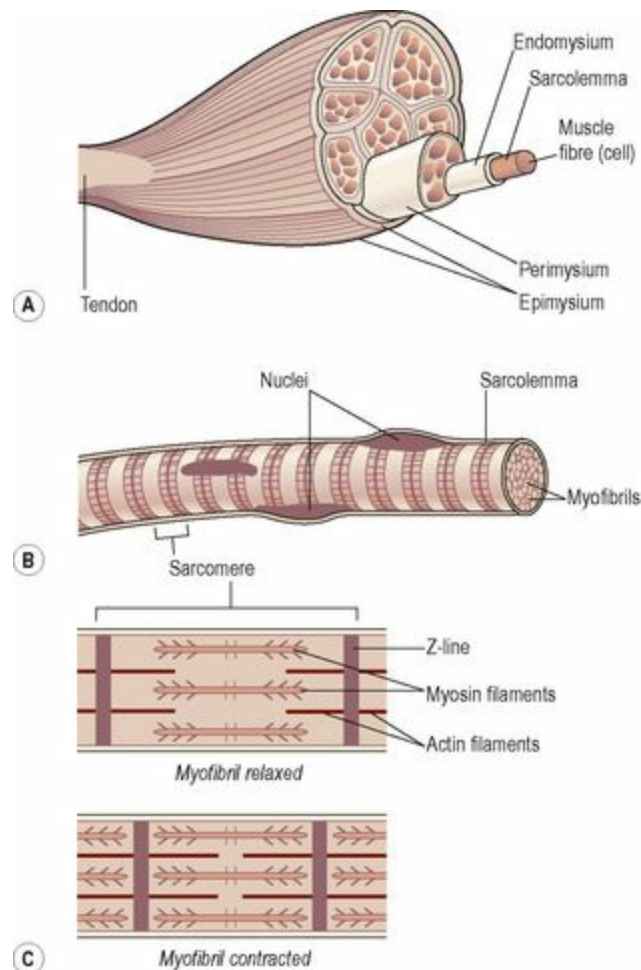 Endomysium
Sarcolemma
Muscle
fibre (cell)
Perimysium
Epimysium
Tendon
A
Nuclei
Sarcolemma
Myofibrils
B
Sarcomere
Z-line
Myosin filaments
Actin filaments
Myofibril relaxed
C
Myofibril contracted